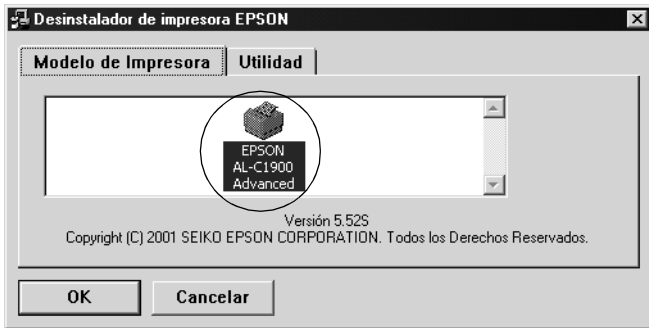 Desinstalador de impresora EPSON
Modelo de Impresora
Utilidad
EPSON
AL-C1900
Advanced
Versión 5.52S
Copyright (C) 2001 SEIKO EPSON CORPORATION. Todos los Derechos Reservados.
OK
Cancelar